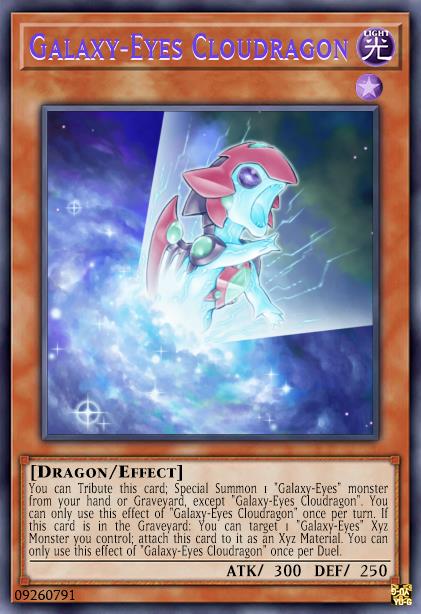 Galaxy-Eyes Cloudragon
LIGHT
光
[Dragon/Effect]
You can Tribute this card; Special Summon 1 "Galaxy-Eyes" monster
from your hand or Graveyard, except "Galaxy-Eyes Cloudragon". You
can only use this effect of "Galaxy-Eyes Cloudragon" once per turn. If
this card is in the Graveyard: You can target 1 "Galaxy-Eyes" Xyz
Monster you control; attach this card to it as an Xyz Material. You can
only use this effect of "Galaxy-Eyes Cloudragon" once per Duel.
ATK/ 300 DEF/ 250
09260791